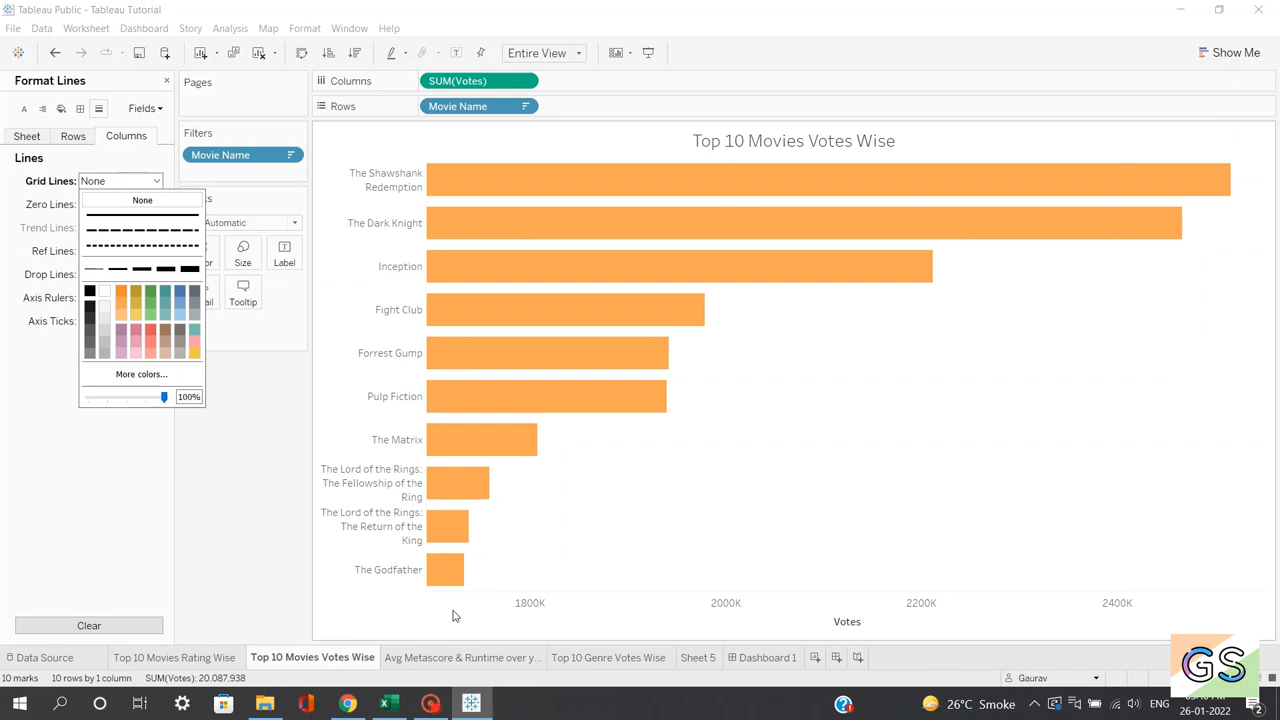 Tableau Public - Tableau Tutorial
File Data Worksheet Dashboard Story Analysis Map Format Window Help
Entire View
Show Me
Format Lines
Fields
Sheet Rows Columns
Lines
Grid Lines: None
Zero Lines:
Trend Lines:
Ref Lines:
Drop Lines:
Axis Rulers:
Axis Ticks:
None
More colors...
100%
Clear
Pages
Filters
Movie Name
Automatic
Size
Label
Tooltip
Columns SUM(Votes)
Rows Movie Name
Top 10 Movies Votes Wise
The Shawshank
Redemption
The Dark Knight
Inception
Fight Club
Forrest Gump
Pulp Fiction
The Matrix
The Lord of the Rings:
The Fellowship of the
Ring
The Lord of the Rings:
The Return of the
King
The Godfather
1800K 2000K 2200K 2400K
Votes
Data Source Top 10 Movies Rating Wise Top 10 Movies Votes Wise Avg Metascore & Runtime over y... Top 10 Genre Votes Wise Sheet 5 Dashboard 1
10 marks 10 rows by 1 column SUM(Votes): 20.087.938
Gaurav
GS
26°C Smoke
26-01-2022
2